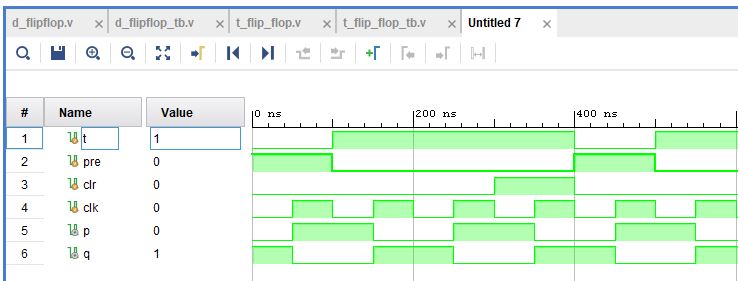 d_flipflop.v × d_flipflop_tb.v × t_flip_flop.v × t_flip_flop_tb.v × Untitled 7 ×
# Name Value 0 ns 200 ns 400 ns
1 t 1
2 pre 0
3 clr 0
4 clk 0
5 p 0
6 q 1